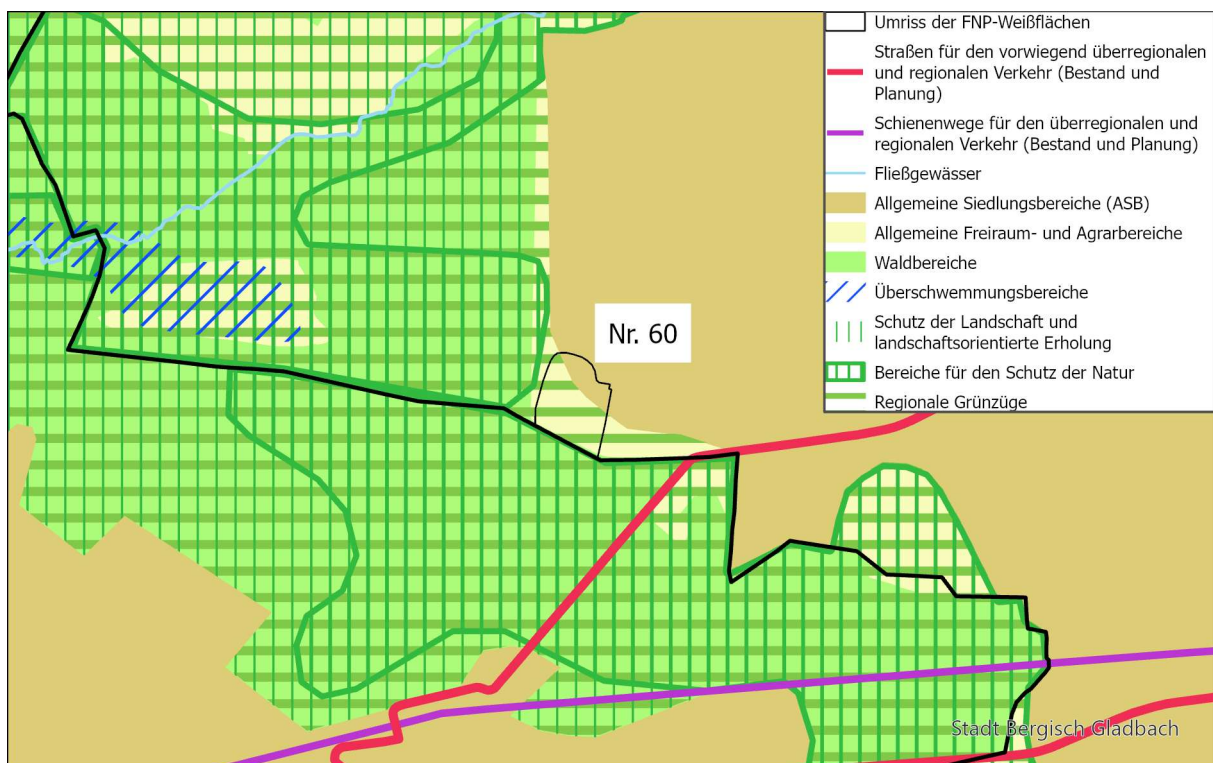 Nr. 60
Umriss der FNP-Weißflächen
Straßen für den vorwiegend überregionalen
und regionalen Verkehr (Bestand und
Planung)
Schienenwege für den überregionalen und
regionalen Verkehr (Bestand und Planung)
Fließgewässer
Allgemeine Siedlungsbereiche (ASB)
Allgemeine Freiraum- und Agrarbereiche
Waldbereiche
Überschwemmungsbereiche
Schutz der Landschaft und
landschaftsorientierte Erholung
Bereiche für den Schutz der Natur
Regionale Grünzüge
Stadt Bergisch Gladbach